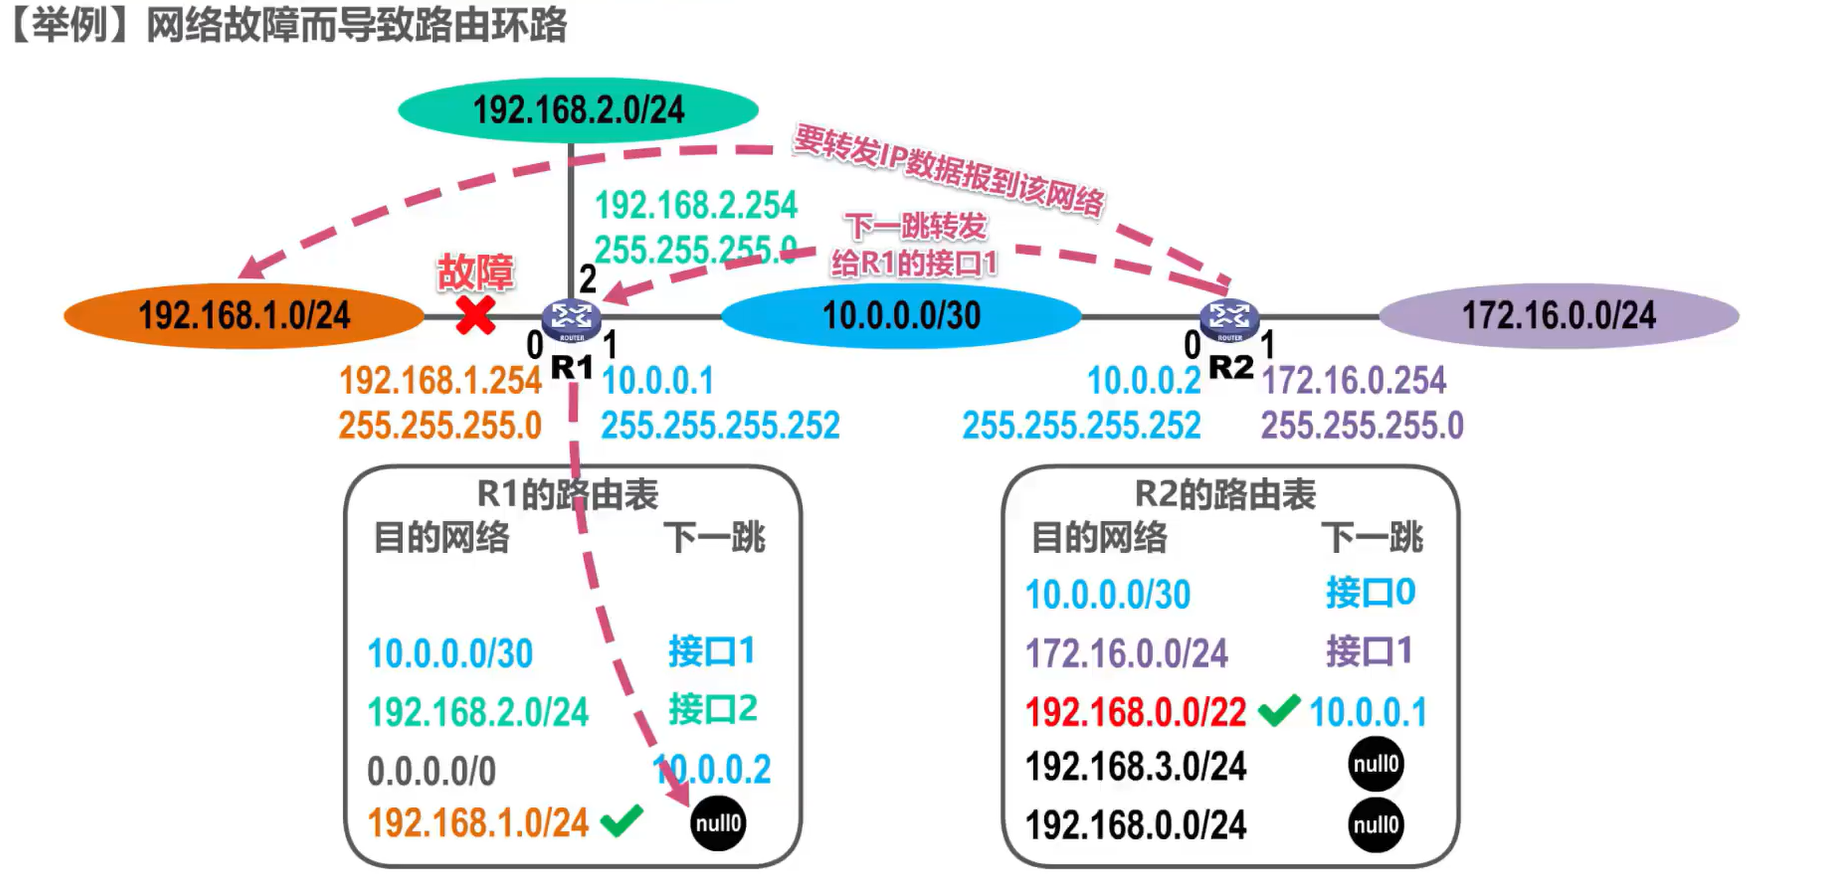 【举例】网络故障而导致路由环路
192.168.2.0/24
要转发IP数据报到该网络
192.168.2.254
255.255.255.0
下一跳转发
给R1的接口1
故障
2
192.168.1.0/24
10.0.0.0/30
172.16.0.0/24
ROUTER
ROUTER
0
R1
1
0
R2
1
192.168.1.254
255.255.255.0
10.0.0.1
255.255.255.252
10.0.0.2
255.255.255.252
172.16.0.254
255.255.255.0
R1的路由表
目的网络 下一跳
10.0.0.0/30 接口1
192.168.2.0/24 接口2
0.0.0.0/0 10.0.0.2
192.168.1.0/24 null0
R2的路由表
目的网络 下一跳
10.0.0.0/30 接口0
172.16.0.0/24 接口1
192.168.0.0/22 10.0.0.1
192.168.3.0/24 null0
192.168.0.0/24 null0